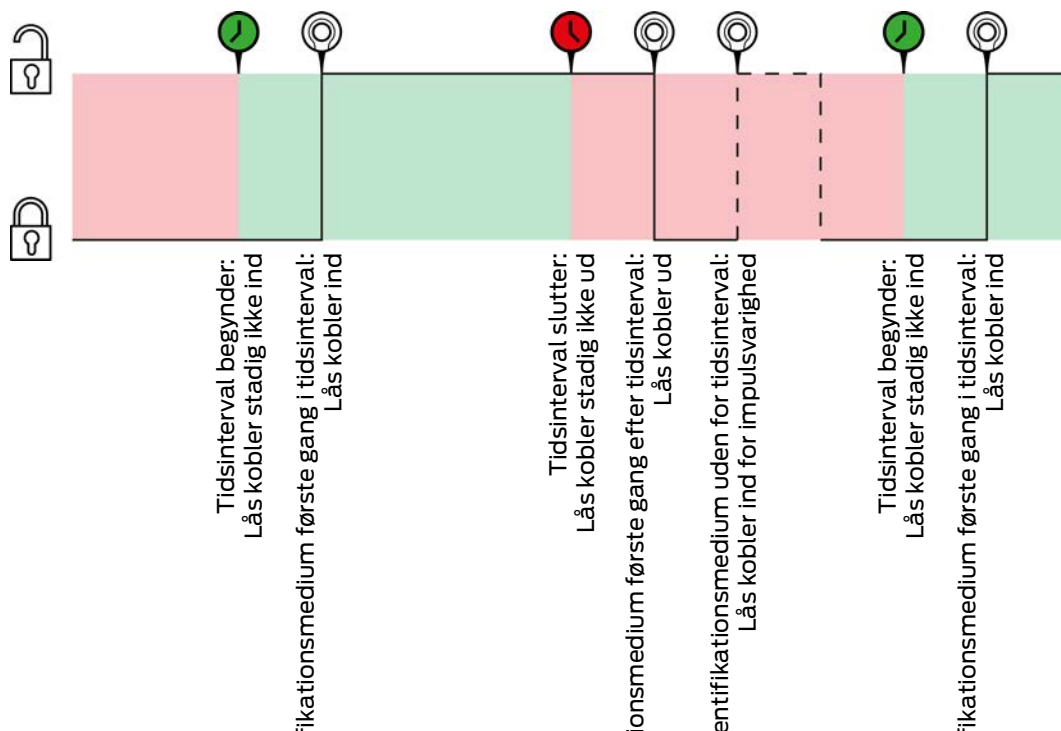 Tidsinterval begynder:
Lås kobler stadig ikke ind
fikationsmedium første gang i tidsinterval:
Lås kobler ind
Tidsinterval slutter:
Lås kobler stadig ikke ud
ionsmedium første gang efter tidsinterval:
Lås kobler ud
entifikationsmedium uden for tidsinterval:
Lås kobler ind for impulsvarighed
Tidsinterval begynder:
Lås kobler stadig ikke ind
fikationsmedium første gang i tidsinterval:
Lås kobler ind